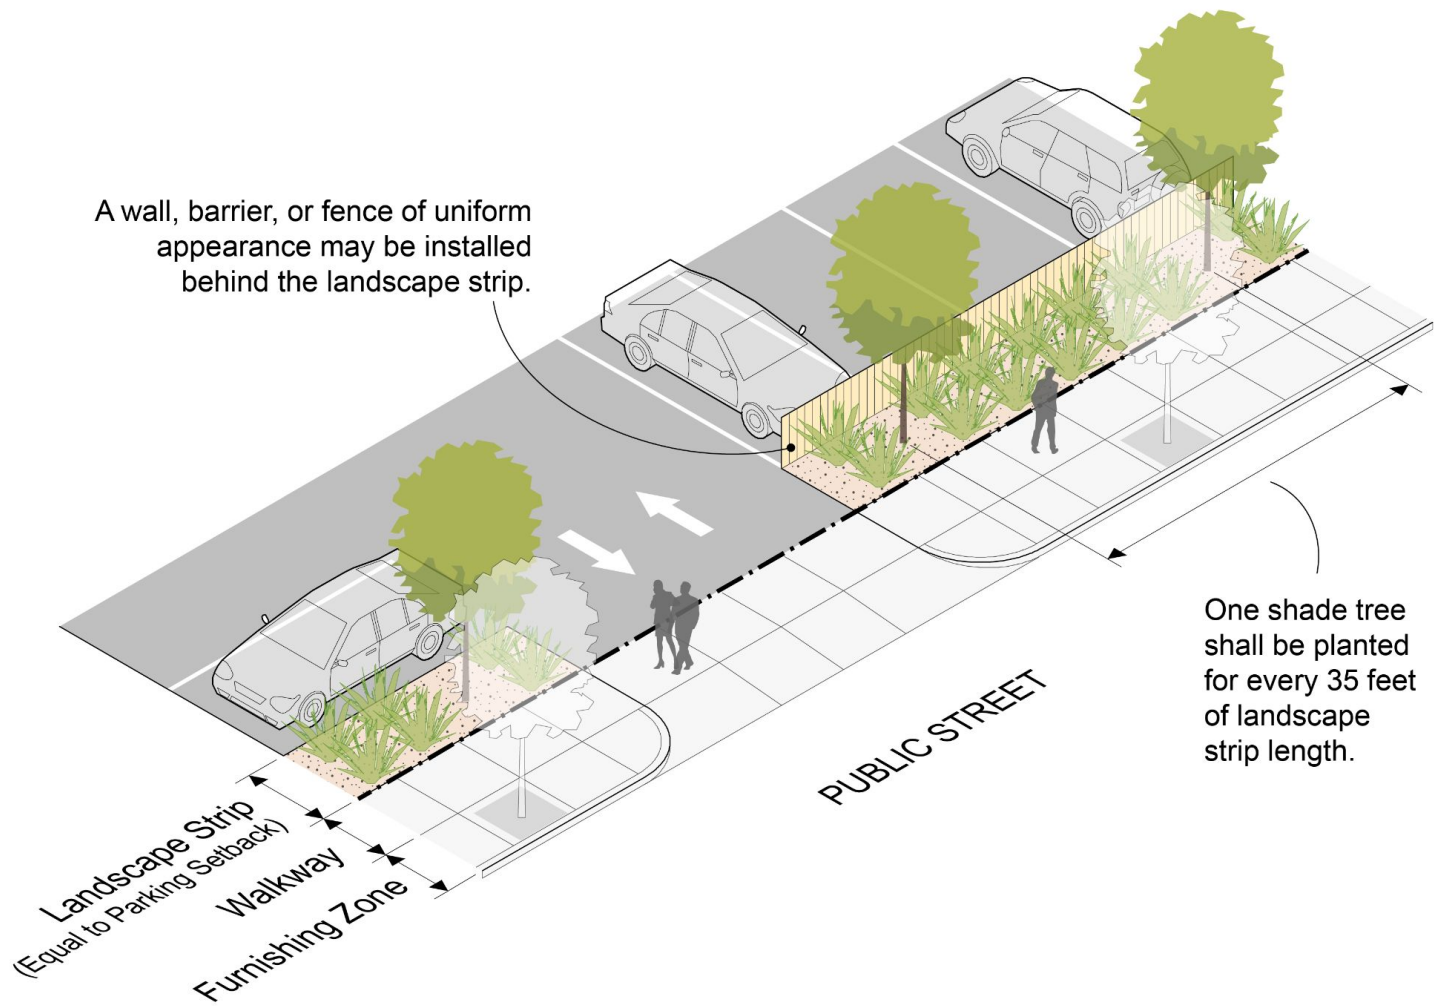 A wall, barrier, or fence of uniform
appearance may be installed
behind the landscape strip.
One shade tree
shall be planted
for every 35 feet
of landscape
strip length.
PUBLIC STREET
Landscape Strip
(Equal to Parking Setback)
Walkway
Furnishing Zone